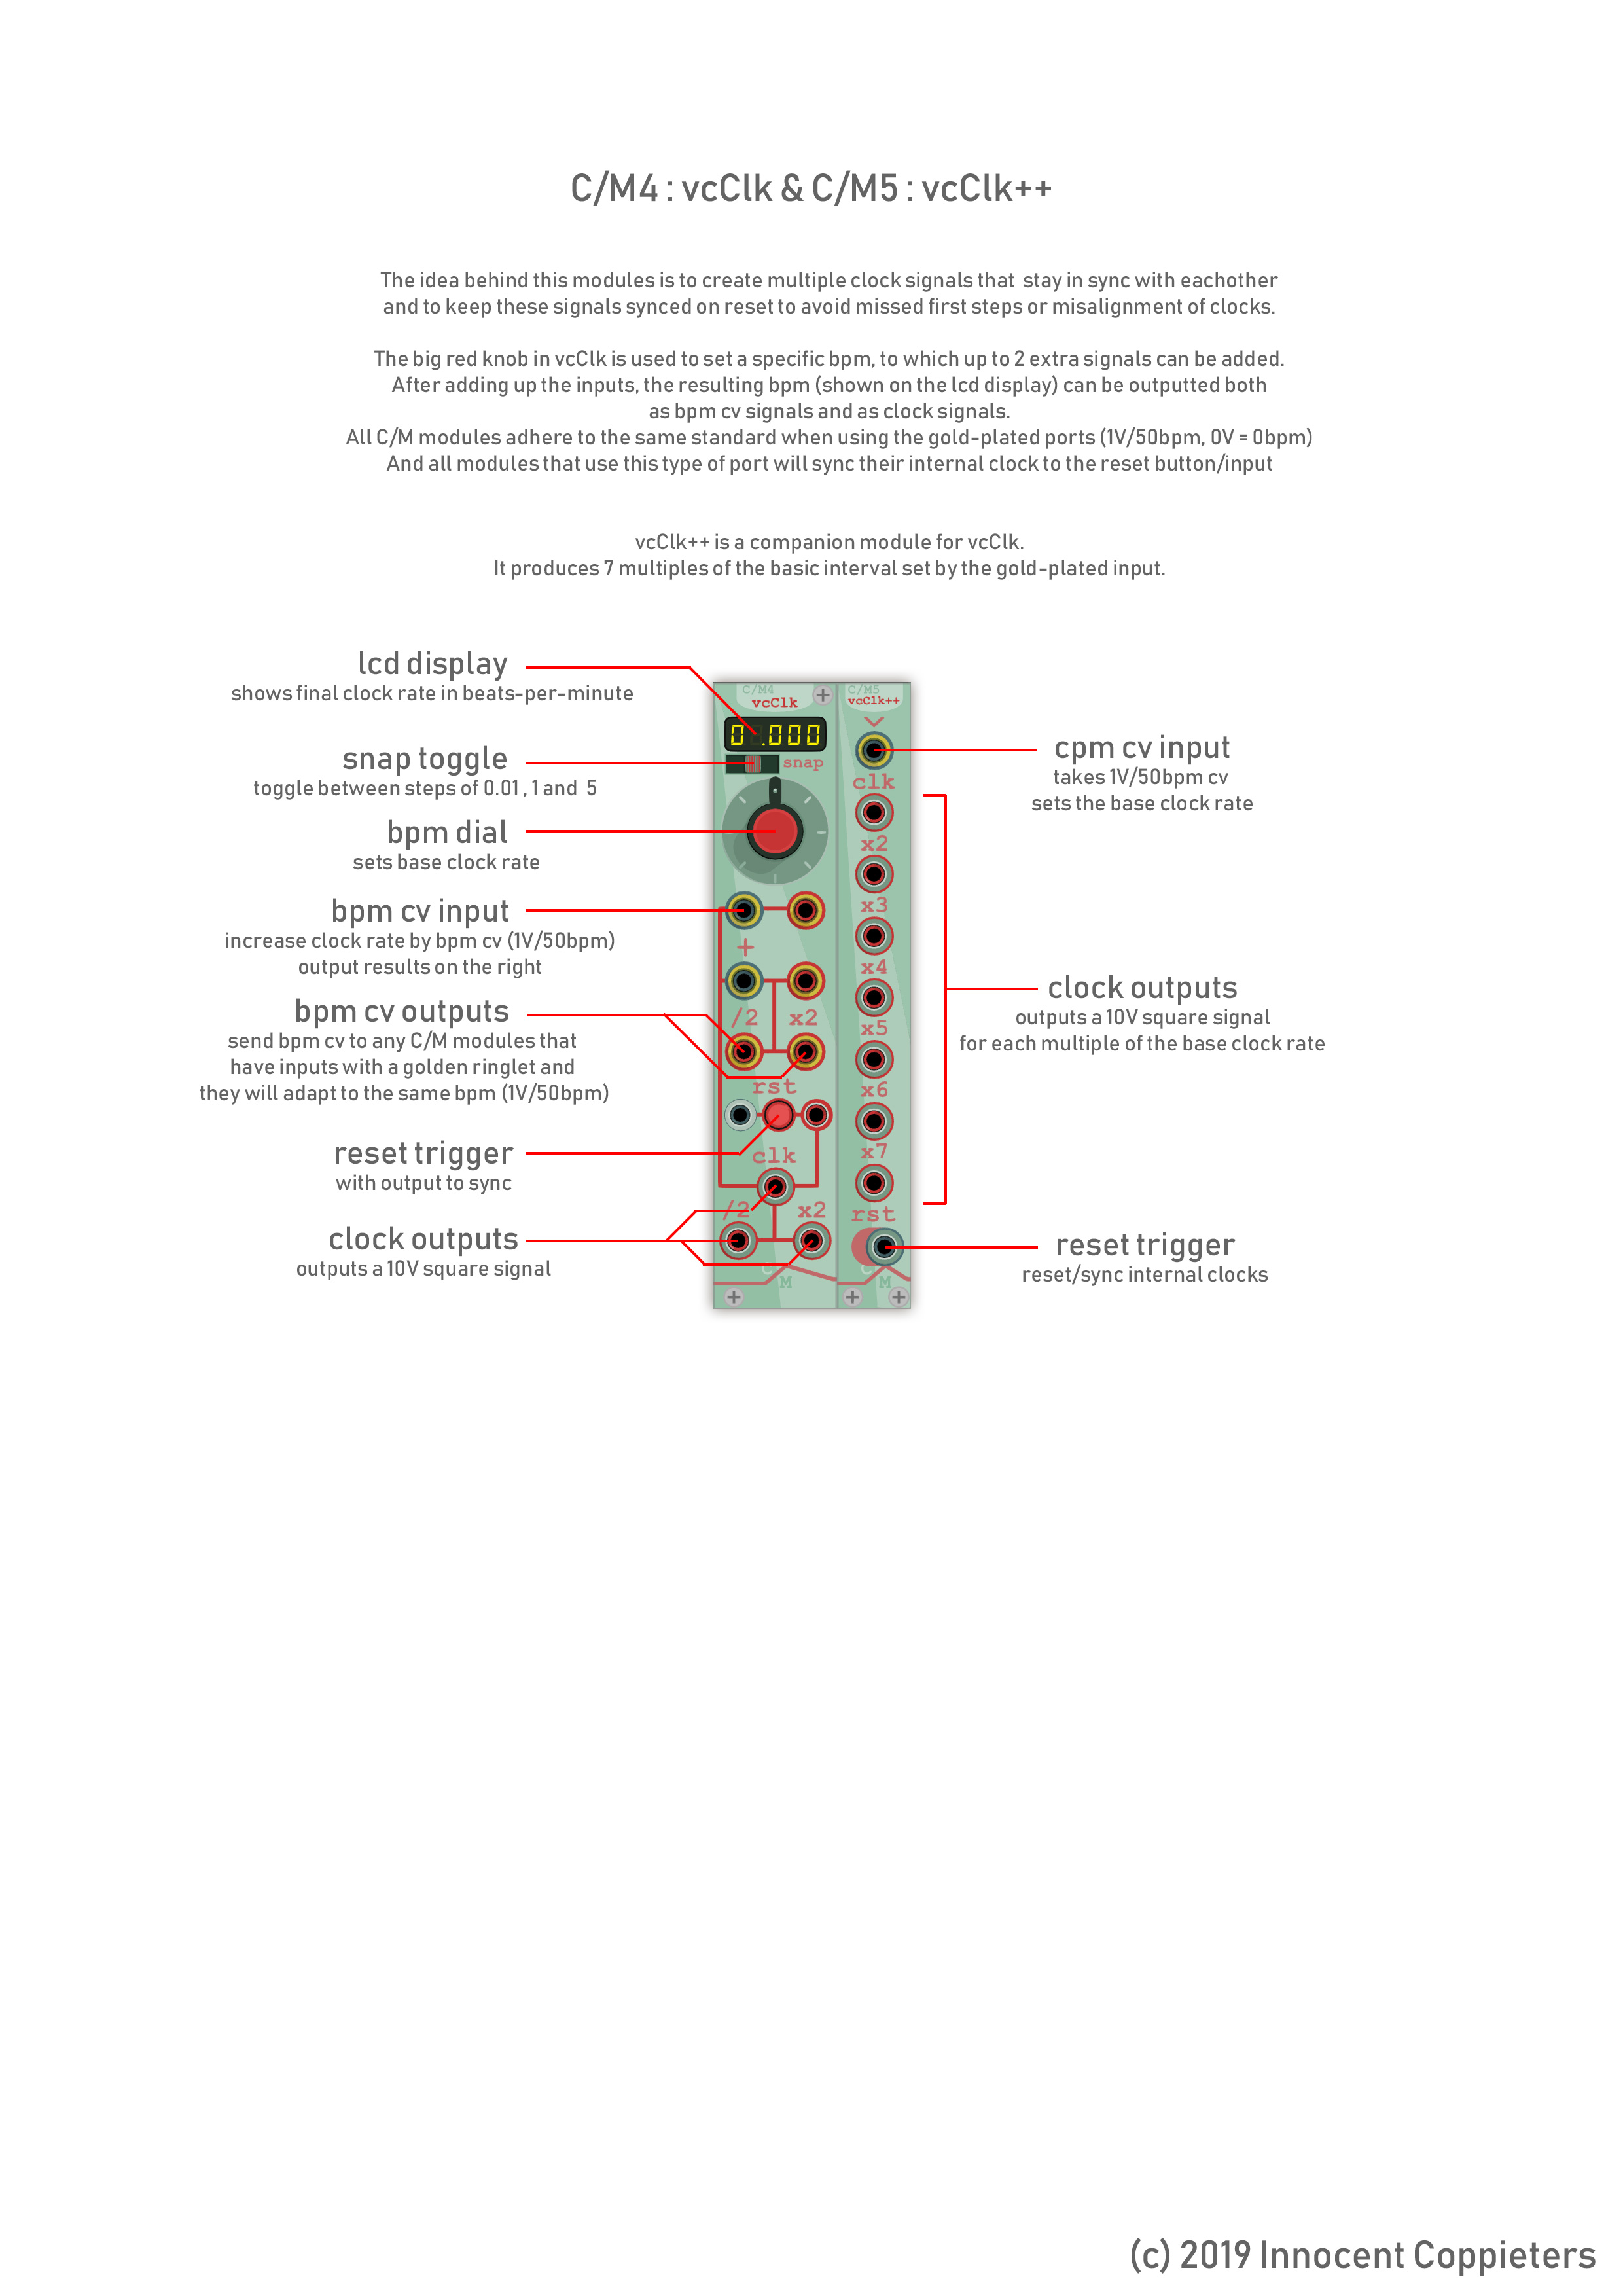 C/M4 : vcClk & C/M5 : vcClk++
The idea behind this modules is to create multiple clock signals that  stay in sync with eachother
and to keep these signals synced on reset to avoid missed first steps or misalignment of clocks.
The big red knob in vcClk is used to set a specific bpm, to which up to 2 extra signals can be added.
After adding up the inputs, the resulting bpm (shown on the lcd display) can be outputted both
as bpm cv signals and as clock signals.
All C/M modules adhere to the same standard when using the gold-plated ports (1V/50bpm, 0V = 0bpm)
And all modules that use this type of port will sync their internal clock to the reset button/input
vcClk++ is a companion module for vcClk.
It produces 7 multiples of the basic interval set by the gold-plated input.
lcd display
shows final clock rate in beats-per-minute
snap toggle
toggle between steps of 0.01 , 1 and  5
bpm dial
sets base clock rate
bpm cv input
increase clock rate by bpm cv (1V/50bpm)
output results on the right
bpm cv outputs
send bpm cv to any C/M modules that
have inputs with a golden ringlet and
they will adapt to the same bpm (1V/50bpm)
reset trigger
with output to sync
clock outputs
outputs a 10V square signal
C/M4
vcClk
0 .000
snap
+
/2 x2
rst
clk
/2 x2
C
M
C/M5
vcClk++
clk
x2
x3
x4
x5
x6
x7
rst
C
M
cpm cv input
takes 1V/50bpm cv
sets the base clock rate
clock outputs
outputs a 10V square signal
for each multiple of the base clock rate
reset trigger
reset/sync internal clocks
(c) 2019 Innocent Coppieters